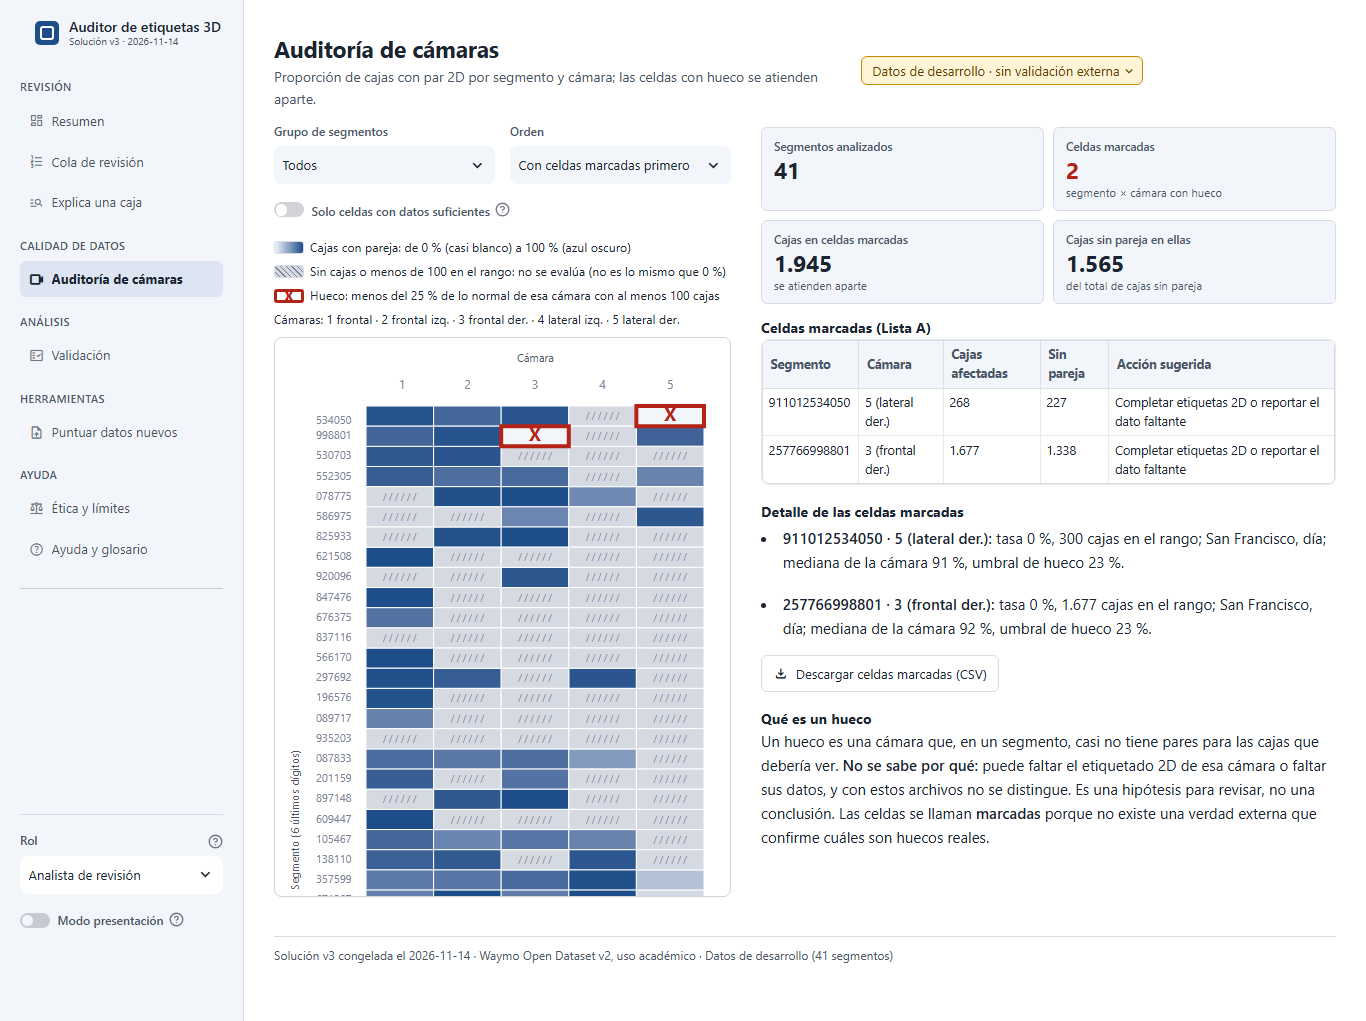 Auditor de etiquetas 3D
Solución v3 · 2026-11-14
REVISIÓN
Resumen
Cola de revisión
Explica una caja
CALIDAD DE DATOS
Auditoría de cámaras
ANÁLISIS
Validación
HERRAMIENTAS
Puntuar datos nuevos
AYUDA
Ética y límites
Ayuda y glosario
Rol
Analista de revisión
Modo presentación
Auditoría de cámaras
Proporción de cajas con par 2D por segmento y cámara; las celdas con hueco se atienden
aparte.
Datos de desarrollo · sin validación externa
Grupo de segmentos
Todos
Orden
Con celdas marcadas primero
Solo celdas con datos suficientes
Cajas con pareja: de 0 % (casi blanco) a 100 % (azul oscuro)
Sin cajas o menos de 100 en el rango: no se evalúa (no es lo mismo que 0 %)
X Hueco: menos del 25 % de lo normal de esa cámara con al menos 100 cajas
Cámaras: 1 frontal · 2 frontal izq. · 3 frontal der. · 4 lateral izq. · 5 lateral der.
Cámara
1 2 3 4 5
Segmento (6 últimos dígitos)
534050 ////// X
998801 X //////
530703 ////// ////// //////
552305 //////
078775 ////// //////
586975 ////// ////// //////
825933 ////// ////// //////
621508 ////// ////// ////// //////
920096 ////// ////// ////// //////
847476 ////// ////// ////// //////
676375 ////// ////// ////// //////
837116 ////// ////// ////// ////// //////
566170 ////// ////// ////// //////
297692 ////// //////
196576 ////// ////// ////// //////
089717 ////// ////// ////// //////
935203 ////// ////// ////// ////// //////
087833 //////
201159 ////// ////// //////
897148 ////// ////// //////
609447 ////// ////// ////// //////
105467 //////
138110 ////// //////
357599
Segmentos analizados
41
Celdas marcadas
2
segmento × cámara con hueco
Cajas en celdas marcadas
1.945
se atienden aparte
Cajas sin pareja en ellas
1.565
del total de cajas sin pareja
Celdas marcadas (Lista A)
Segmento Cámara Cajas afectadas Sin pareja Acción sugerida
911012534050 5 (lateral der.) 268 227 Completar etiquetas 2D o reportar el dato faltante
257766998801 3 (frontal der.) 1.677 1.338 Completar etiquetas 2D o reportar el dato faltante
Detalle de las celdas marcadas
• 911012534050 · 5 (lateral der.): tasa 0 %, 300 cajas en el rango; San Francisco, día;
mediana de la cámara 91 %, umbral de hueco 23 %.
• 257766998801 · 3 (frontal der.): tasa 0 %, 1.677 cajas en el rango; San Francisco,
día; mediana de la cámara 92 %, umbral de hueco 23 %.
Descargar celdas marcadas (CSV)
Qué es un hueco
Un hueco es una cámara que, en un segmento, casi no tiene pares para las cajas que
debería ver. No se sabe por qué: puede faltar el etiquetado 2D de esa cámara o faltar
sus datos, y con estos archivos no se distingue. Es una hipótesis para revisar, no una
conclusión. Las celdas se llaman marcadas porque no existe una verdad externa que
confirme cuáles son huecos reales.
Solución v3 congelada el 2026-11-14 · Waymo Open Dataset v2, uso académico · Datos de desarrollo (41 segmentos)